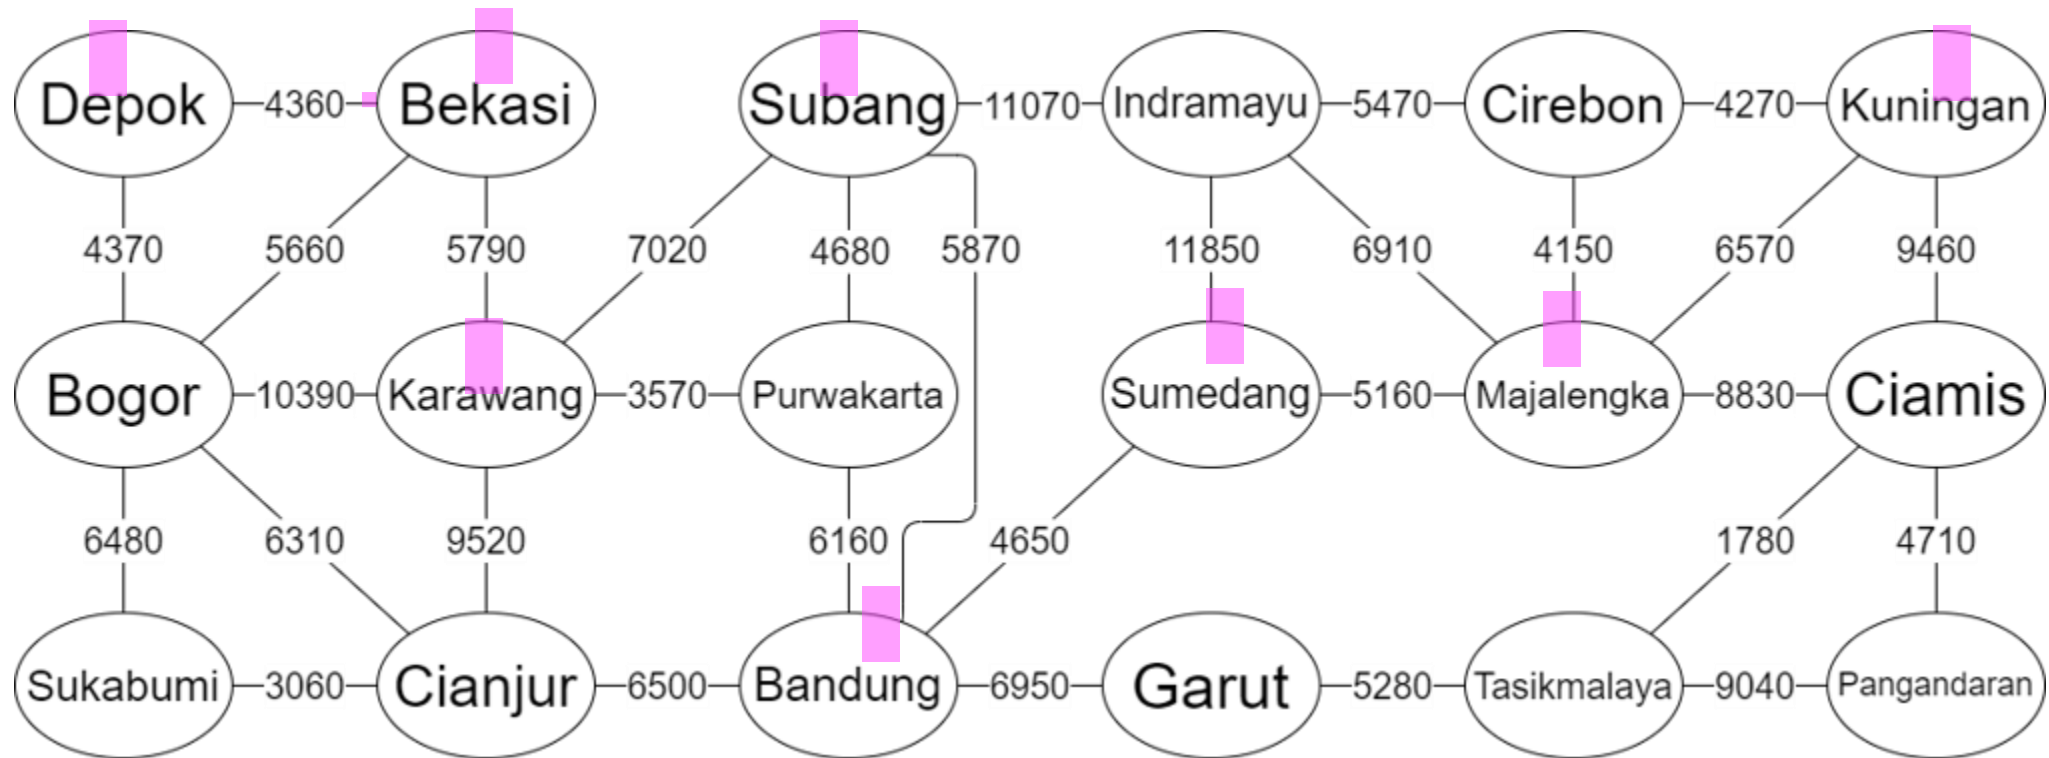 Depok 4360 Bekasi Subang 11070 Indramayu 5470 Cirebon 4270 Kuningan
4370 5660 5790 7020 4680 5870 11850 6910 4150 6570 9460
Bogor 10390 Karawang 3570 Purwakarta Sumedang 5160 Majalengka 8830 Ciamis
6480 6310 9520 6160 4650 1780 4710
Sukabumi 3060 Cianjur 6500 Bandung 6950 Garut 5280 Tasikmalaya 9040 Pangandaran